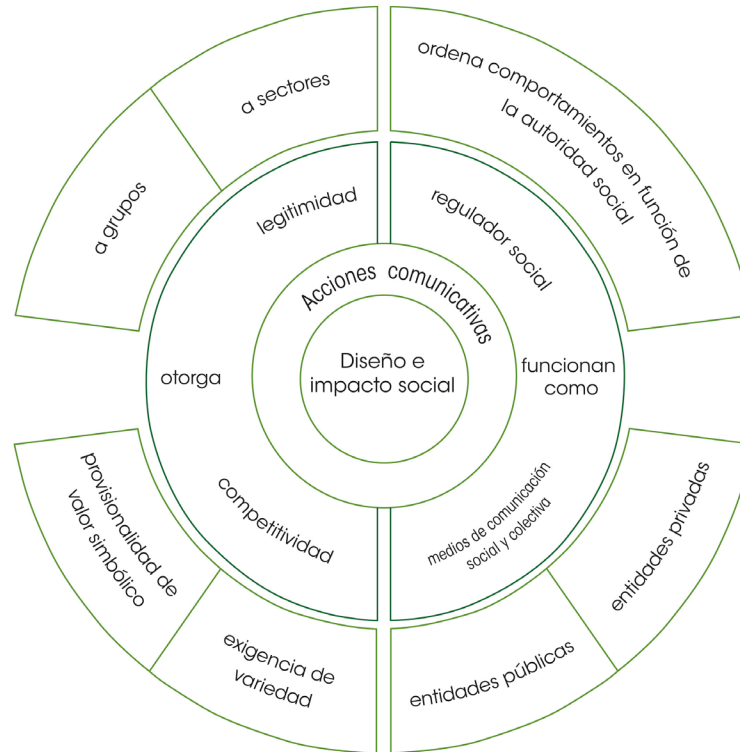 a sectores
ordena comportamientos en función de
la autoridad social
a grupos
legitimidad
regulador social
Acciones comunicativas
Diseño e
impacto social
otorga
funcionan
como
provisionalidad de
valor simbólico
competitividad
medios de comunicación
social y colectiva
entidades privadas
exigencia de
variedad
entidades públicas